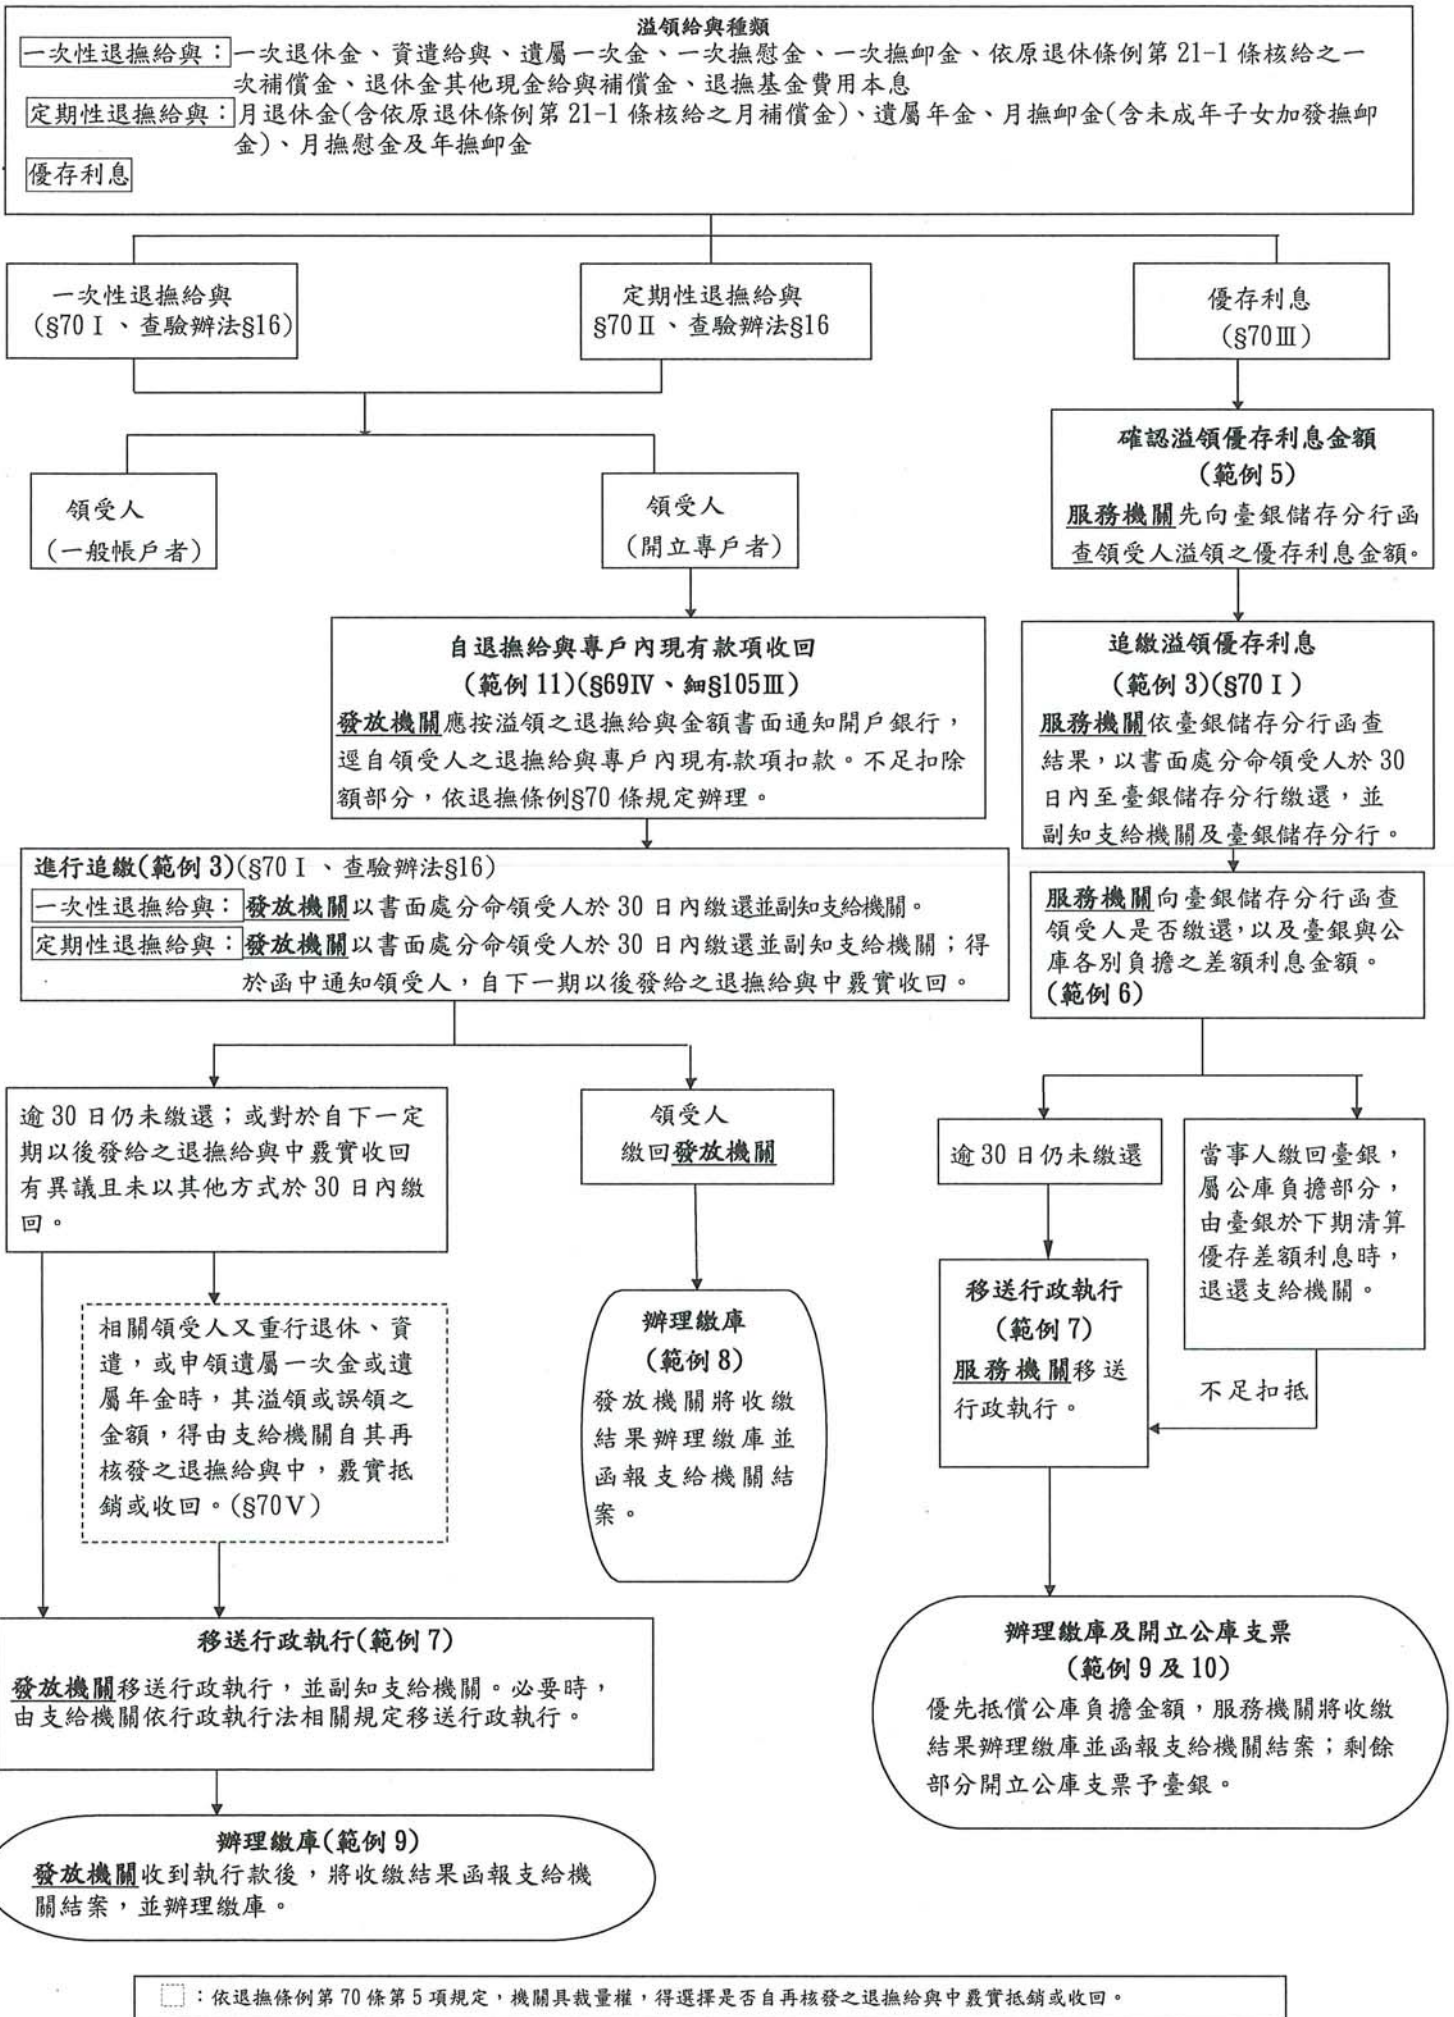 溢領給與種類
一次性退撫給與：一次退休金、資遣給與、遺屬一次金、一次撫慰金、一次撫卹金、依原退休條例第 21-1 條核給之一
次補償金、退休金其他現金給與補償金、退撫基金費用本息
定期性退撫給與：月退休金(含依原退休條例第 21-1 條核給之月補償金)、遺屬年金、月撫卹金(含未成年子女加發撫卹
金)、月撫慰金及年撫卹金
優存利息
一次性退撫給與
(§70Ⅰ、查驗辦法§16)
定期性退撫給與
§70Ⅱ、查驗辦法§16
優存利息
(§70Ⅲ)
領受人
(一般帳戶者)
領受人
(開立專戶者)
確認溢領優存利息金額
(範例 5)
服務機關先向臺銀儲存分行函
查領受人溢領之優存利息金額。
自退撫給與專戶內現有款項收回
(範例 11)(§69Ⅳ、細§105Ⅲ)
發放機關應按溢領之退撫給與金額書面通知開戶銀行，
逕自領受人之退撫給與專戶內現有款項扣款。不足扣除
額部分，依退撫條例§70 條規定辦理。
追繳溢領優存利息
(範例 3)(§70Ⅰ)
服務機關依臺銀儲存分行函查
結果，以書面處分命領受人於 30
日內至臺銀儲存分行繳還，並
副知支給機關及臺銀儲存分行。
進行追繳(範例 3)(§70Ⅰ、查驗辦法§16)
一次性退撫給與：發放機關以書面處分命領受人於 30 日內繳還並副知支給機關。
定期性退撫給與：發放機關以書面處分命領受人於 30 日內繳還並副知支給機關；得
於函中通知領受人，自下一期以後發給之退撫給與中覈實收回。
服務機關向臺銀儲存分行函查
領受人是否繳還，以及臺銀與公
庫各別負擔之差額利息金額。
(範例 6)
逾 30 日仍未繳還；或對於自下一定
期以後發給之退撫給與中覈實收回
有異議且未以其他方式於 30 日內繳
回。
領受人
繳回發放機關
逾 30 日仍未繳還
當事人繳回臺銀，
屬公庫負擔部分，
由臺銀於下期清算
優存差額利息時，
退還支給機關。
相關領受人又重行退休、資
遣，或申領遺屬一次金或遺
屬年金時，其溢領或誤領之
金額，得由支給機關自其再
核發之退撫給與中，覈實抵
銷或收回。(§70Ⅴ)
辦理繳庫
(範例 8)
發放機關將收繳
結果辦理繳庫並
函報支給機關結
案。
移送行政執行
(範例 7)
服務機關移送
行政執行。
不足扣抵
移送行政執行(範例 7)
發放機關移送行政執行，並副知支給機關。必要時，
由支給機關依行政執行法相關規定移送行政執行。
辦理繳庫及開立公庫支票
(範例 9 及 10)
優先抵償公庫負擔金額，服務機關將收繳
結果辦理繳庫並函報支給機關結案；剩餘
部分開立公庫支票予臺銀。
辦理繳庫(範例 9)
發放機關收到執行款後，將收繳結果函報支給機
關結案，並辦理繳庫。
：依退撫條例第 70 條第 5 項規定，機關具裁量權，得選擇是否自再核發之退撫給與中覈實抵銷或收回。